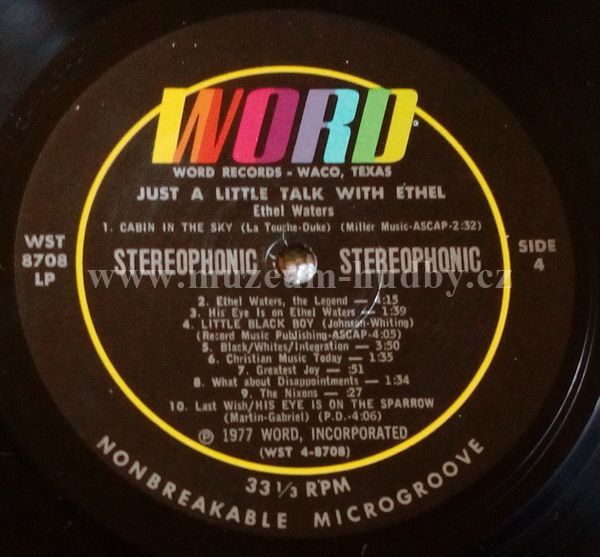 WORD®
WORD RECORDS - WACO, TEXAS
JUST A LITTLE TALK WITH ETHEL
Ethel Waters
1. CABIN IN THE SKY (La Touche-Duke) (Miller Music-ASCAP-2:32)
WST
8708
LP
STEREOPHONIC STEREOPHONIC
SIDE
4
www.muzeum-hudby.cz
2. Ethel Waters, the Legend — 4:15
3. His Eye Is on Ethel Waters — 1:39
4. LITTLE BLACK BOY (Johnson-Whiting)
(Record Music Publishing-ASCAP-4:05)
5. Black/Whites/Integration — 3:50
6. Christian Music Today — 1:35
7. Greatest Joy — :51
8. What about Disappointments — 1:34
9. The Nixons — :27
10. Last Wish/HIS EYE IS ON THE SPARROW
(Martin-Gabriel) (P.D.-4:06)
℗ 1977 WORD, INCORPORATED
(WST 4-8708)
33 1/3 RPM
NONBREAKABLE MICROGROOVE